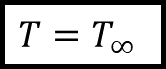 T = T∞